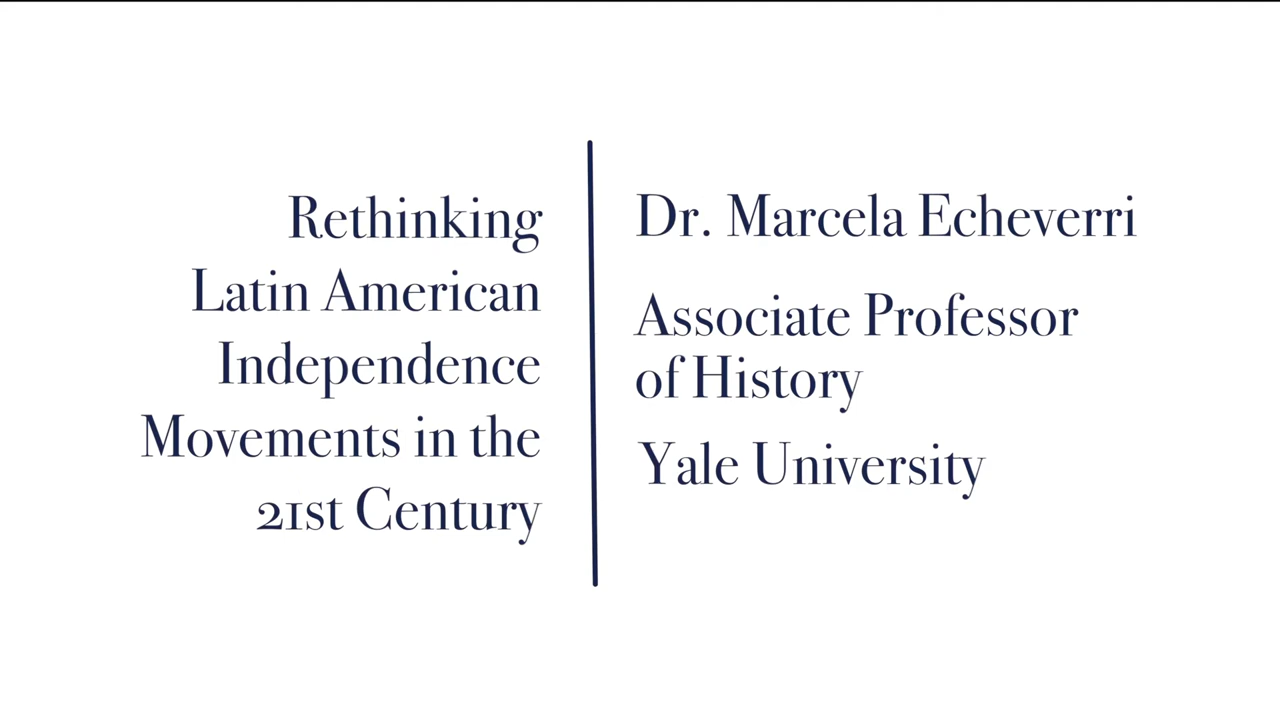 Rethinking
Latin American
Independence
Movements in the
21st Century
Dr. Marcela Echeverri
Associate Professor
of History
Yale University